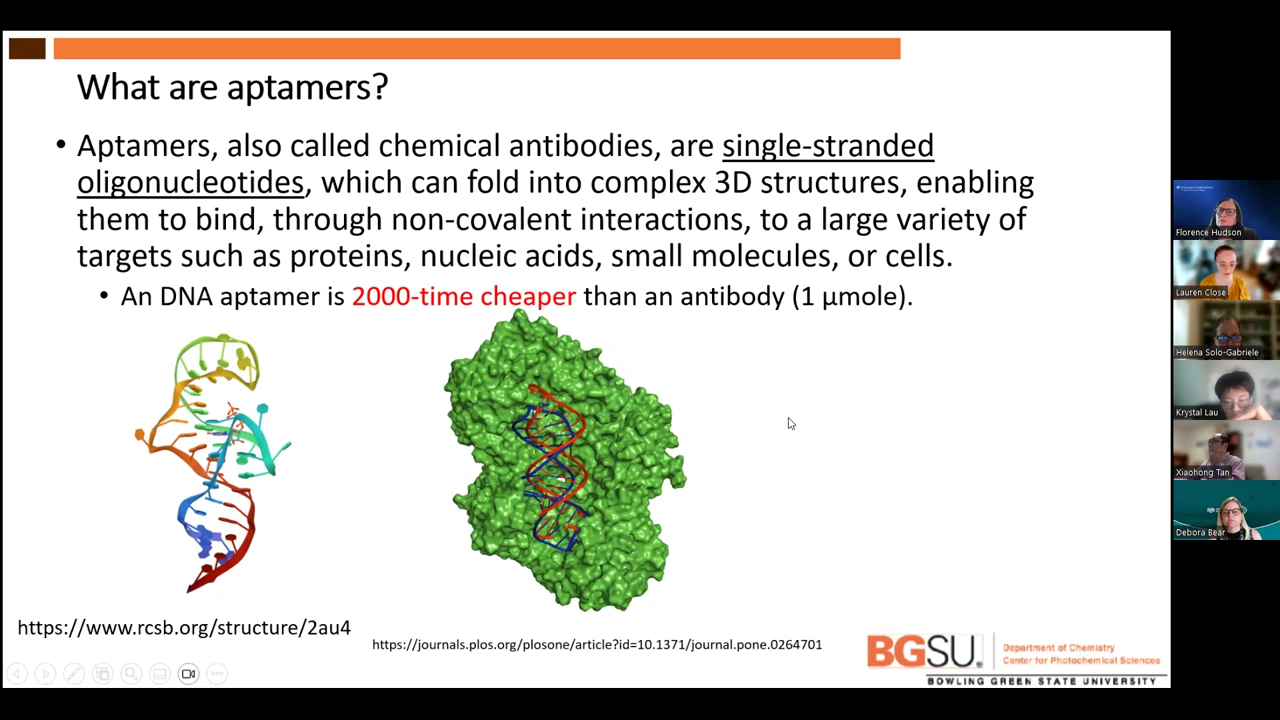 What are aptamers?
• Aptamers, also called chemical antibodies, are single-stranded
oligonucleotides, which can fold into complex 3D structures, enabling
them to bind, through non-covalent interactions, to a large variety of
targets such as proteins, nucleic acids, small molecules, or cells.
• An DNA aptamer is 2000-time cheaper than an antibody (1 µmole).
https://www.rcsb.org/structure/2au4
https://journals.plos.org/plosone/article?id=10.1371/journal.pone.0264701
BGSU.
Department of Chemistry
Center for Photochemical Sciences
BOWLING GREEN STATE UNIVERSITY
Florence Hudson
Lauren Close
Helena Solo-Gabriele
Krystal Lau
Xiaohong Tan
Debora Bear